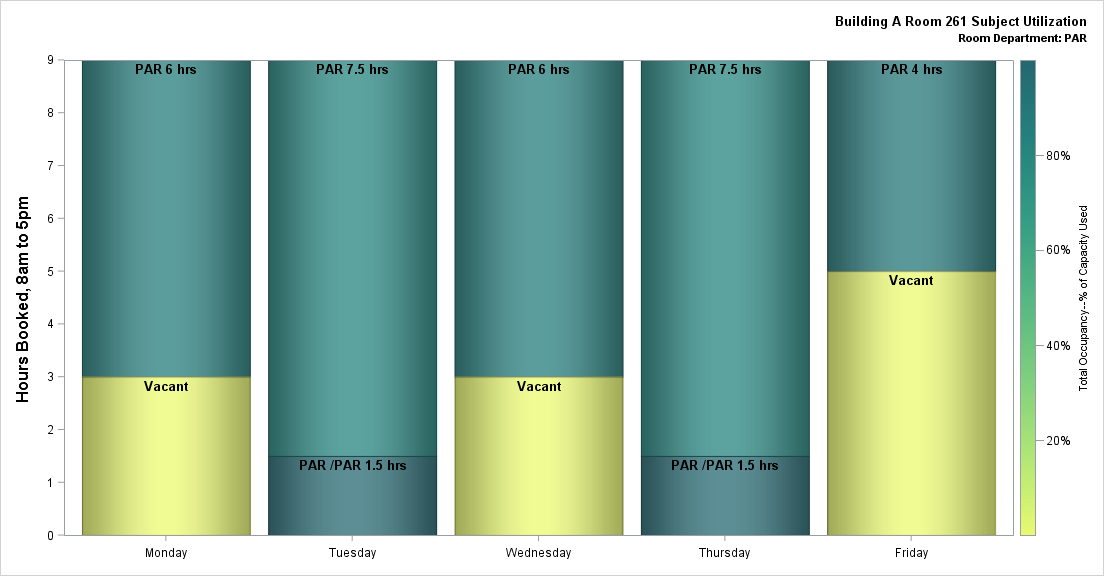 Building A Room 261 Subject Utilization
Room Department: PAR
Hours Booked, 8am to 5pm
9
8
7
6
5
4
3
2
1
0
PAR 6 hrs
Vacant
PAR 7.5 hrs
PAR /PAR 1.5 hrs
PAR 6 hrs
Vacant
PAR 7.5 hrs
PAR /PAR 1.5 hrs
PAR 4 hrs
Vacant
Monday
Tuesday
Wednesday
Thursday
Friday
80%
60%
40%
20%
Total Occupancy--% of Capacity Used